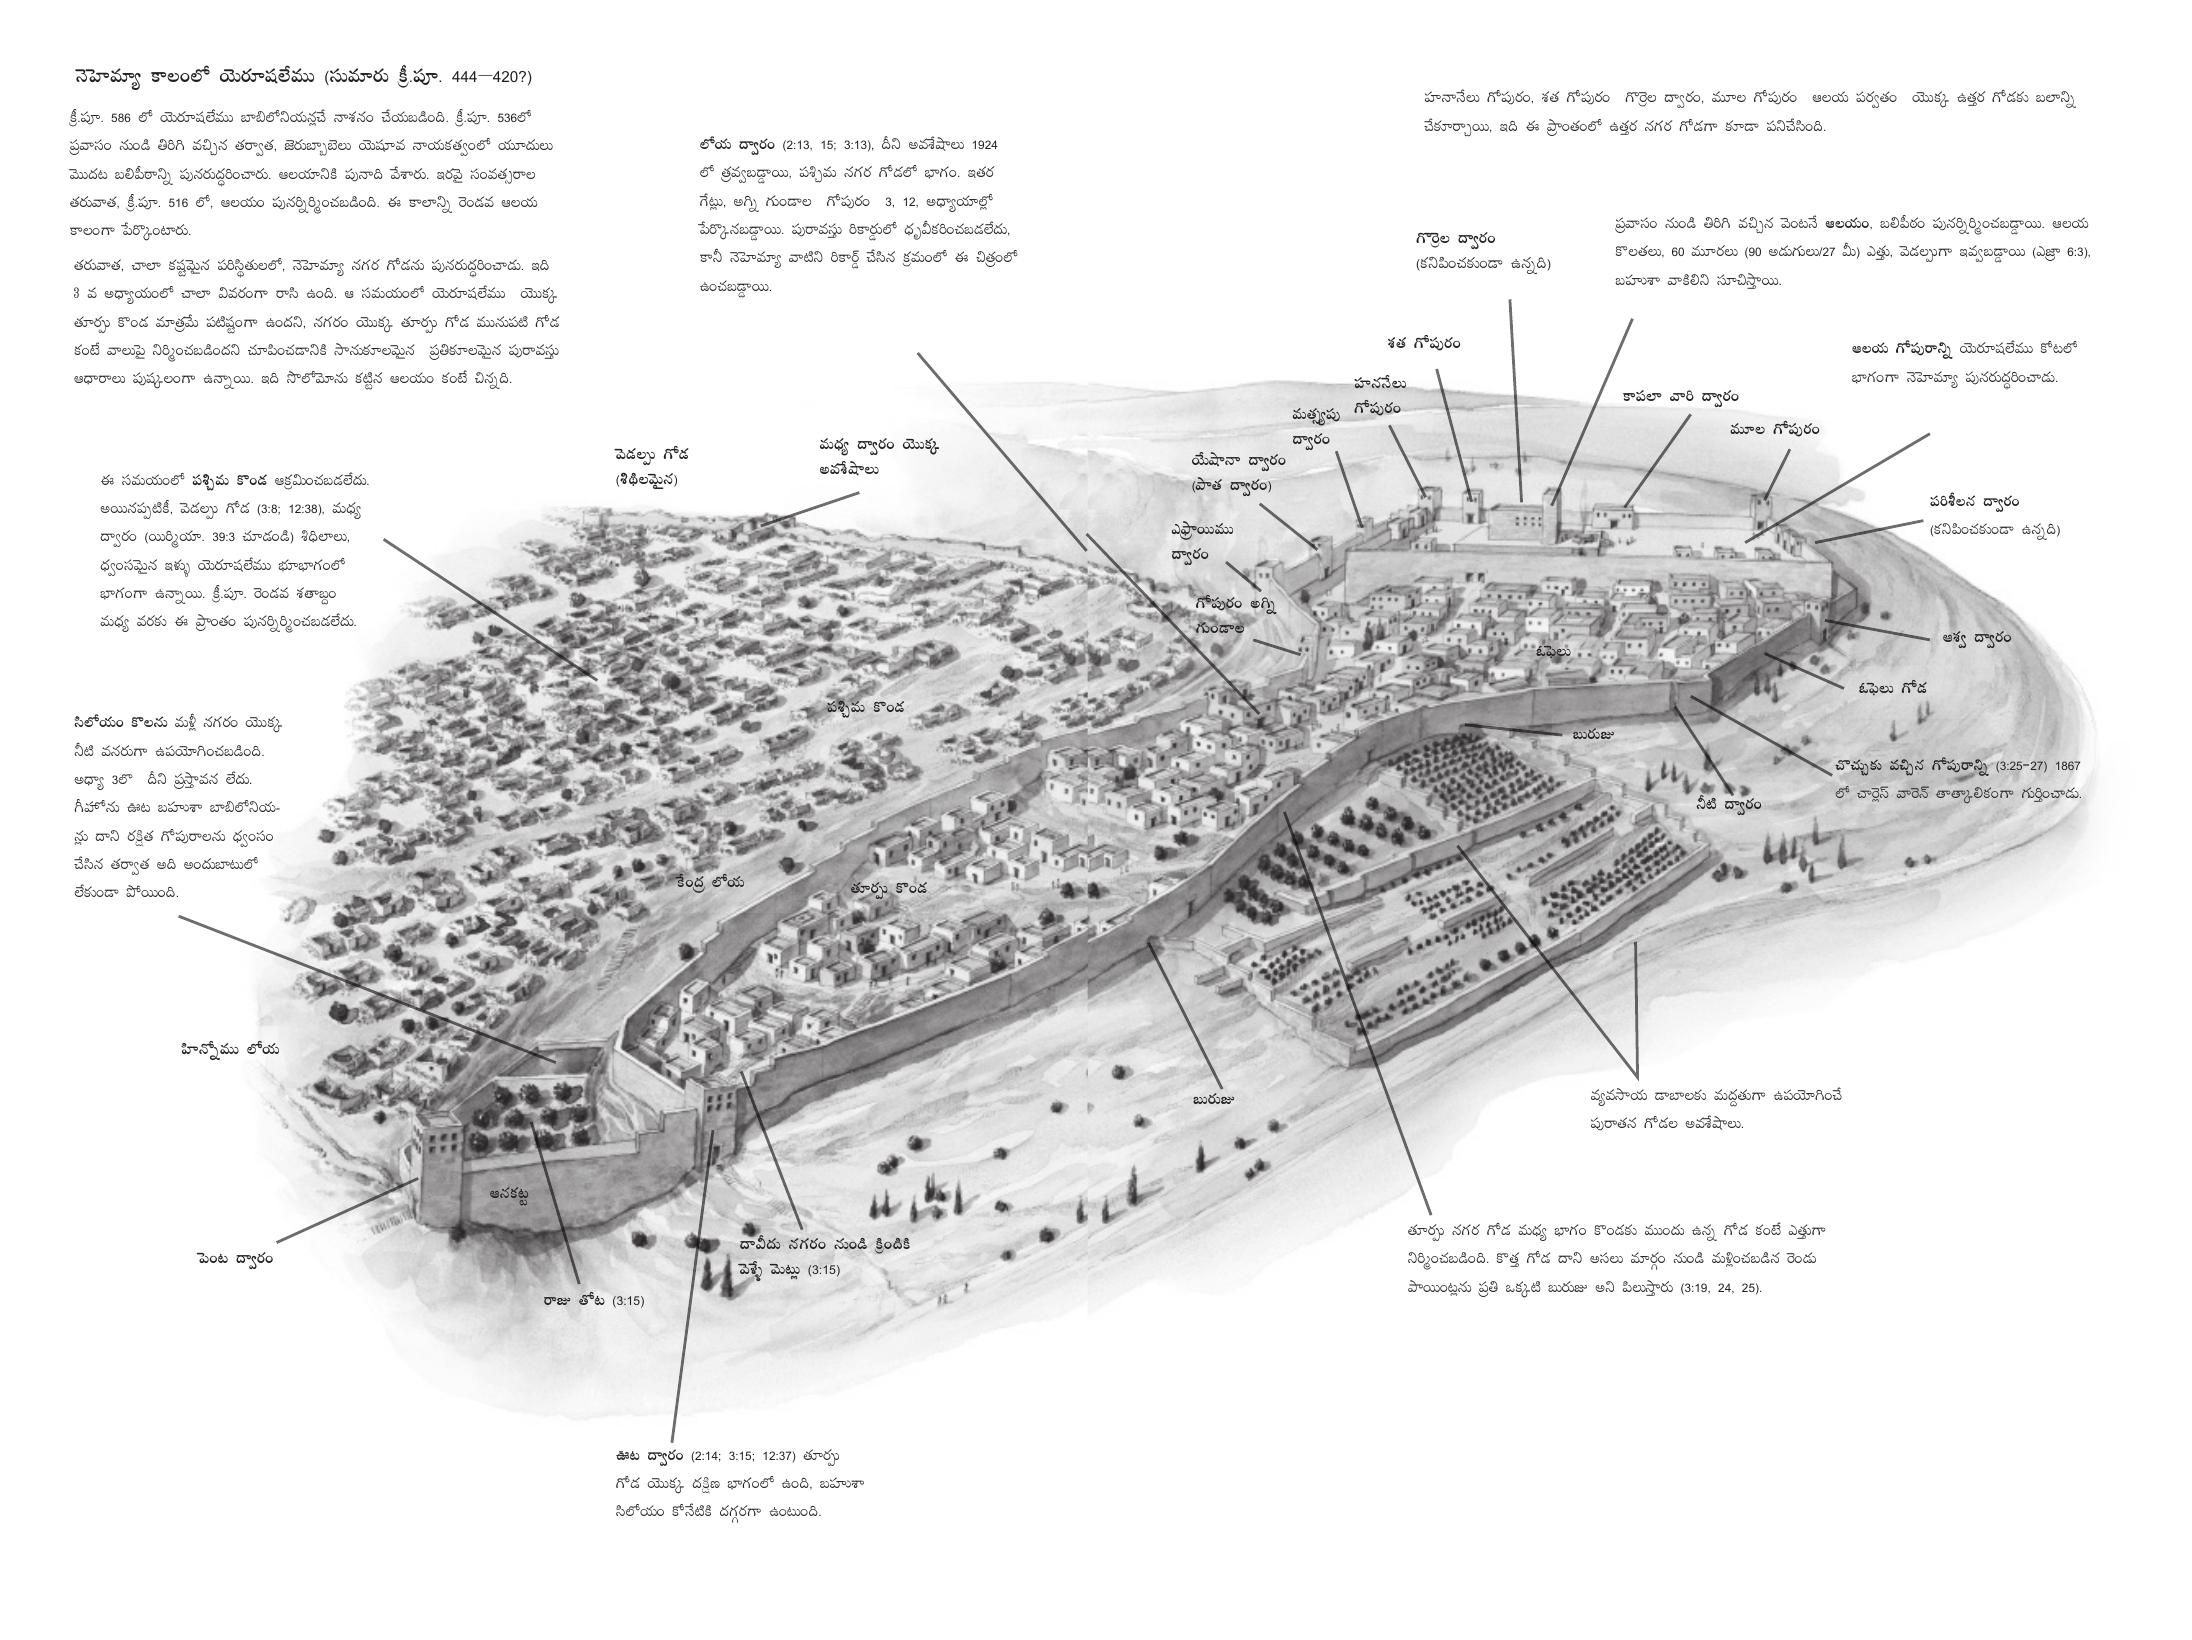 నెహెమ్యా కాలంలో యెరూషలేము (సుమారు క్రీ.పూ. 444—420?)
క్రీ.పూ. 586 లో యెరూషలేము బాబిలోనియన్లచే నాశనం చేయబడింది. క్రీ.పూ. 536లో
ప్రవాసం నుండి తిరిగి వచ్చిన తర్వాత, జెరుబ్బాబెలు యెషూవ నాయకత్వంలో యూదులు
మొదట బలిపీఠాన్ని పునరుద్ధరించారు. ఆలయానికి పునాది వేశారు. ఇరవై సంవత్సరాల
తరువాత, క్రీ.పూ. 516 లో, ఆలయం పునర్నిర్మించబడింది. ఈ కాలాన్ని రెండవ ఆలయ
కాలంగా పేర్కొంటారు.
తరువాత, చాలా కష్టమైన పరిస్థితులలో, నెహెమ్యా నగర గోడను పునరుద్ధరించాడు. ఇది
3 వ అధ్యాయంలో చాలా వివరంగా రాసి ఉంది. ఆ సమయంలో యెరూషలేము యొక్క
తూర్పు కొండ మాత్రమే పటిష్టంగా ఉందని, నగరం యొక్క తూర్పు గోడ మునుపటి గోడ
కంటే వాలుపై నిర్మించబడిందని చూపించడానికి సానుకూలమైన ప్రతికూలమైన పురావస్తు
ఆధారాలు పుష్కలంగా ఉన్నాయి. ఇది సొలోమోను కట్టిన ఆలయం కంటే చిన్నది.
లోయ ద్వారం (2:13, 15; 3:13), దీని అవశేషాలు 1924
లో త్రవ్వబడ్డాయి, పశ్చిమ నగర గోడలో భాగం. ఇతర
గేట్లు, అగ్ని గుండాల గోపురం 3, 12, అధ్యాయాల్లో
పేర్కొనబడ్డాయి. పురావస్తు రికార్డులో ధృవీకరించబడలేదు,
కానీ నెహెమ్యా వాటిని రికార్డ్ చేసిన క్రమంలో ఈ చిత్రంలో
ఉంచబడ్డాయి.
హనానేలు గోపురం, శత గోపురం గొర్రెల ద్వారం, మూల గోపురం ఆలయ పర్వతం యొక్క ఉత్తర గోడకు బలాన్ని
చేకూర్చాయి, ఇది ఈ ప్రాంతంలో ఉత్తర నగర గోడగా కూడా పనిచేసింది.
ప్రవాసం నుండి తిరిగి వచ్చిన వెంటనే ఆలయం, బలిపీఠం పునర్నిర్మించబడ్డాయి. ఆలయ
కొలతలు, 60 మూరలు (90 అడుగులు/27 మీ) ఎత్తు, వెడల్పుగా ఇవ్వబడ్డాయి (ఎజ్రా 6:3),
బహుశా వాకిలిని సూచిస్తాయి.
గొర్రెల ద్వారం
(కనిపించకుండా ఉన్నది)
శత గోపురం
హననేలు
గోపురం
మత్స్యపు
ద్వారం
యేషానా ద్వారం
(పాత ద్వారం)
ఎఫ్రాయిము
ద్వారం
గోపురం అగ్ని
గుండాల
ఆలయ గోపురాన్ని యెరూషలేము కోటలో
భాగంగా నెహెమ్యా పునరుద్ధరించాడు.
కాపలా వారి ద్వారం
మూల గోపురం
పరిశీలన ద్వారం
(కనిపించకుండా ఉన్నది)
ఆశ్వ ద్వారం
ఓఫెలు
ఓఫెలు గోడ
బురుజు
చొచ్చుకు వచ్చిన గోపురాన్ని (3:25–27) 1867
లో చార్లెస్ వారెన్ తాత్కాలికంగా గుర్తించాడు.
నీటి ద్వారం
పెడల్పు గోడ
(శిథిలమైన)
మధ్య ద్వారం యొక్క
అవశేషాలు
ఈ సమయంలో పశ్చిమ కొండ ఆక్రమించబడలేదు.
అయినప్పటికీ, వెడల్పు గోడ (3:8; 12:38), మధ్య
ద్వారం (యిర్మియా. 39:3 చూడండి) శిధిలాలు,
ధ్వంసమైన ఇళ్ళు యెరూషలేము భూభాగంలో
భాగంగా ఉన్నాయి. క్రీ.పూ. రెండవ శతాబ్దం
మధ్య వరకు ఈ ప్రాంతం పునర్నిర్మించబడలేదు.
పశ్చిమ కొండ
సిలోయం కొలను మళ్లీ నగరం యొక్క
నీటి వనరుగా ఉపయోగించబడింది.
అధ్యా 3లొ దీని ప్రస్తావన లేదు.
గీహోను ఊట బహుశా బాబిలోనియ-
న్లు దాని రక్షిత గోపురాలను ధ్వంసం
చేసిన తర్వాత అది అందుబాటులో
లేకుండా పోయింది.
కేంద్ర లోయ
తూర్పు కొండ
హిన్నోము లోయ
బురుజు
వ్యవసాయ డాబాలకు మద్దతుగా ఉపయోగించే
పురాతన గోడల అవశేషాలు.
ఆనకట్ట
పెంట ద్వారం
రాజు తోట (3:15)
దావీదు నగరం నుండి క్రిందికి
వెళ్ళే మెట్లు (3:15)
తూర్పు నగర గోడ మధ్య భాగం కొండకు ముందు ఉన్న గోడ కంటే ఎత్తుగా
నిర్మించబడింది. కొత్త గోడ దాని అసలు మార్గం నుండి మళ్లించబడిన రెండు
పాయింట్లను ప్రతి ఒక్కటి బురుజు అని పిలుస్తారు (3:19, 24, 25).
ఊట ద్వారం (2:14; 3:15; 12:37) తూర్పు
గోడ యొక్క దక్షిణ భాగంలో ఉంది, బహుశా
సిలోయం కోనేటికి దగ్గరగా ఉంటుంది.